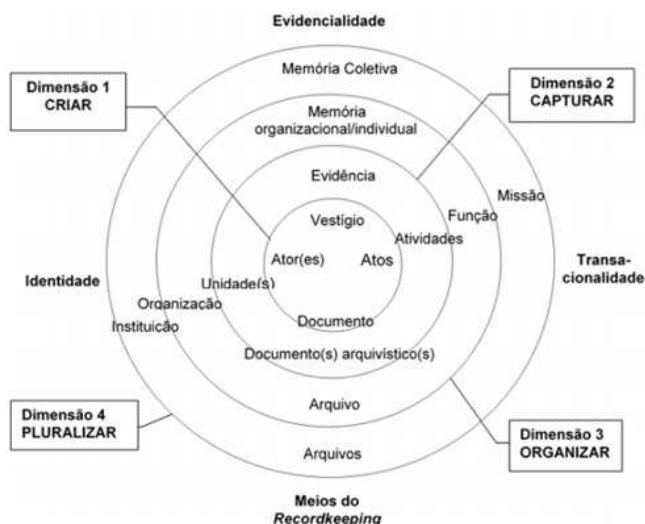 Evidencialidade
Memória Coletiva
Dimensão 1
CRIAR
Dimensão 2
CAPTURAR
Memória
organizacional/individual
Evidência
Missão
Função
Vestígio
Atividades
Ator(es)
Atos
Identidade
Transa-
cionalidade
Unidade(s)
Organização
Instituicão
Documento
Documento(s) arquivístico(s)
Dimensão 4
PLURALIZAR
Arquivo
Dimensão 3
ORGANIZAR
Arquivos
Meios do
Recordkeeping